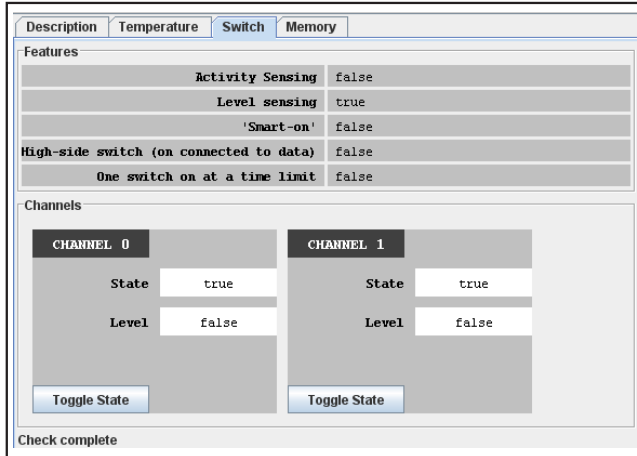 Description Temperature Switch Memory
Features
Activity Sensing false
Level sensing true
'Smart-on' false
High-side switch (on connected to data) false
One switch on at a time limit false
Channels
CHANNEL 0 CHANNEL 1
State true State true
Level false Level false
Toggle State Toggle State
Check complete